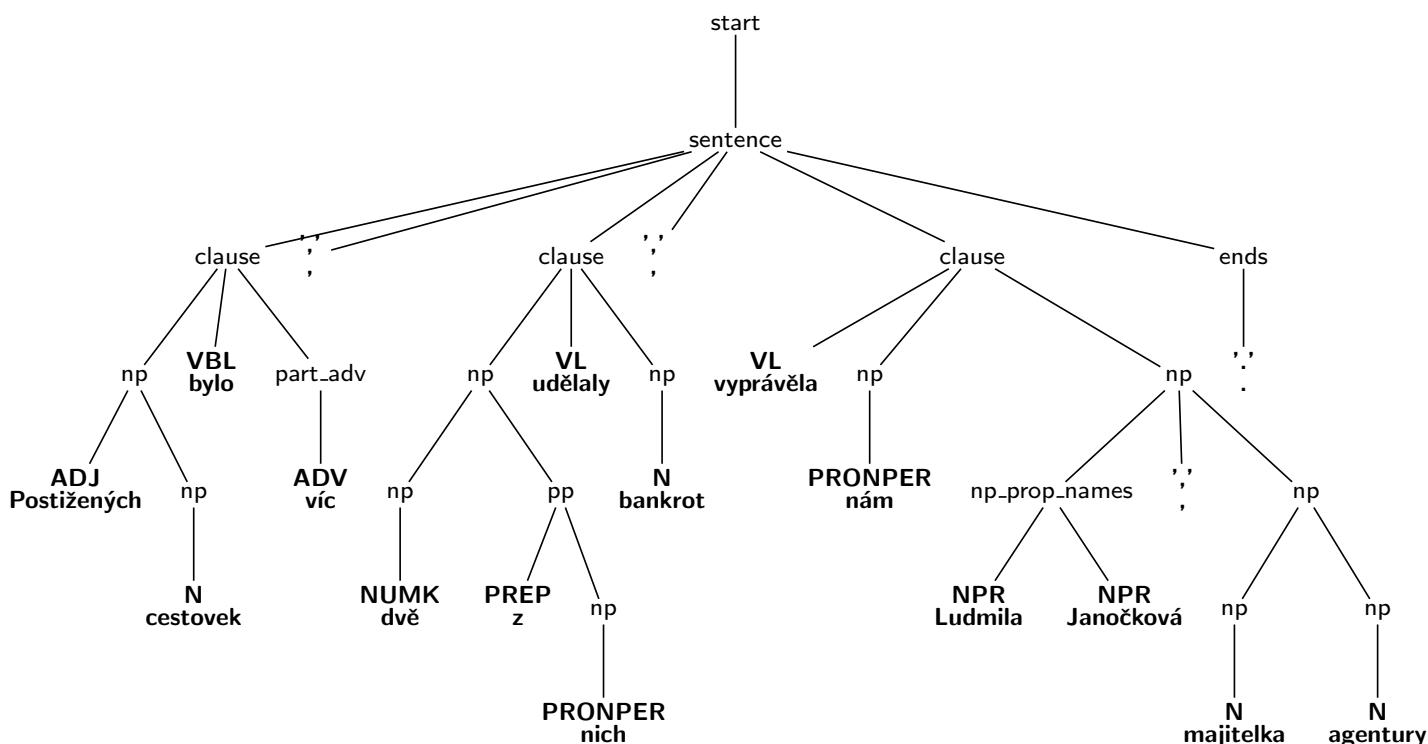 start
sentence
clause ',' clause ',' clause ends
, ,
np VBL part_adv np VL np VL np np '.'
bylo udělaly vyprávěla .
ADJ np ADV np pp N PRONPER np_prop_names ',' np
Postižených víc bankrot nám ,
N NUMK PREP np NPR NPR np np
cestovek dvě z Ludmila Janočková
PRONPER N N
nich majitelka agentury